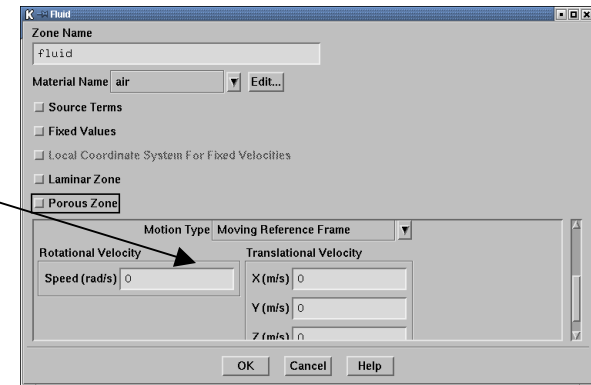 Fluid
Zone Name
fluid
Material Name air Edit...
Source Terms
Fixed Values
Local Coordinate System For Fixed Velocities
Laminar Zone
Porous Zone
Motion Type Moving Reference Frame
Rotational Velocity Translational Velocity
Speed (rad/s) 0 X (m/s) 0
Y (m/s) 0
Z (m/s) 0
OK Cancel Help